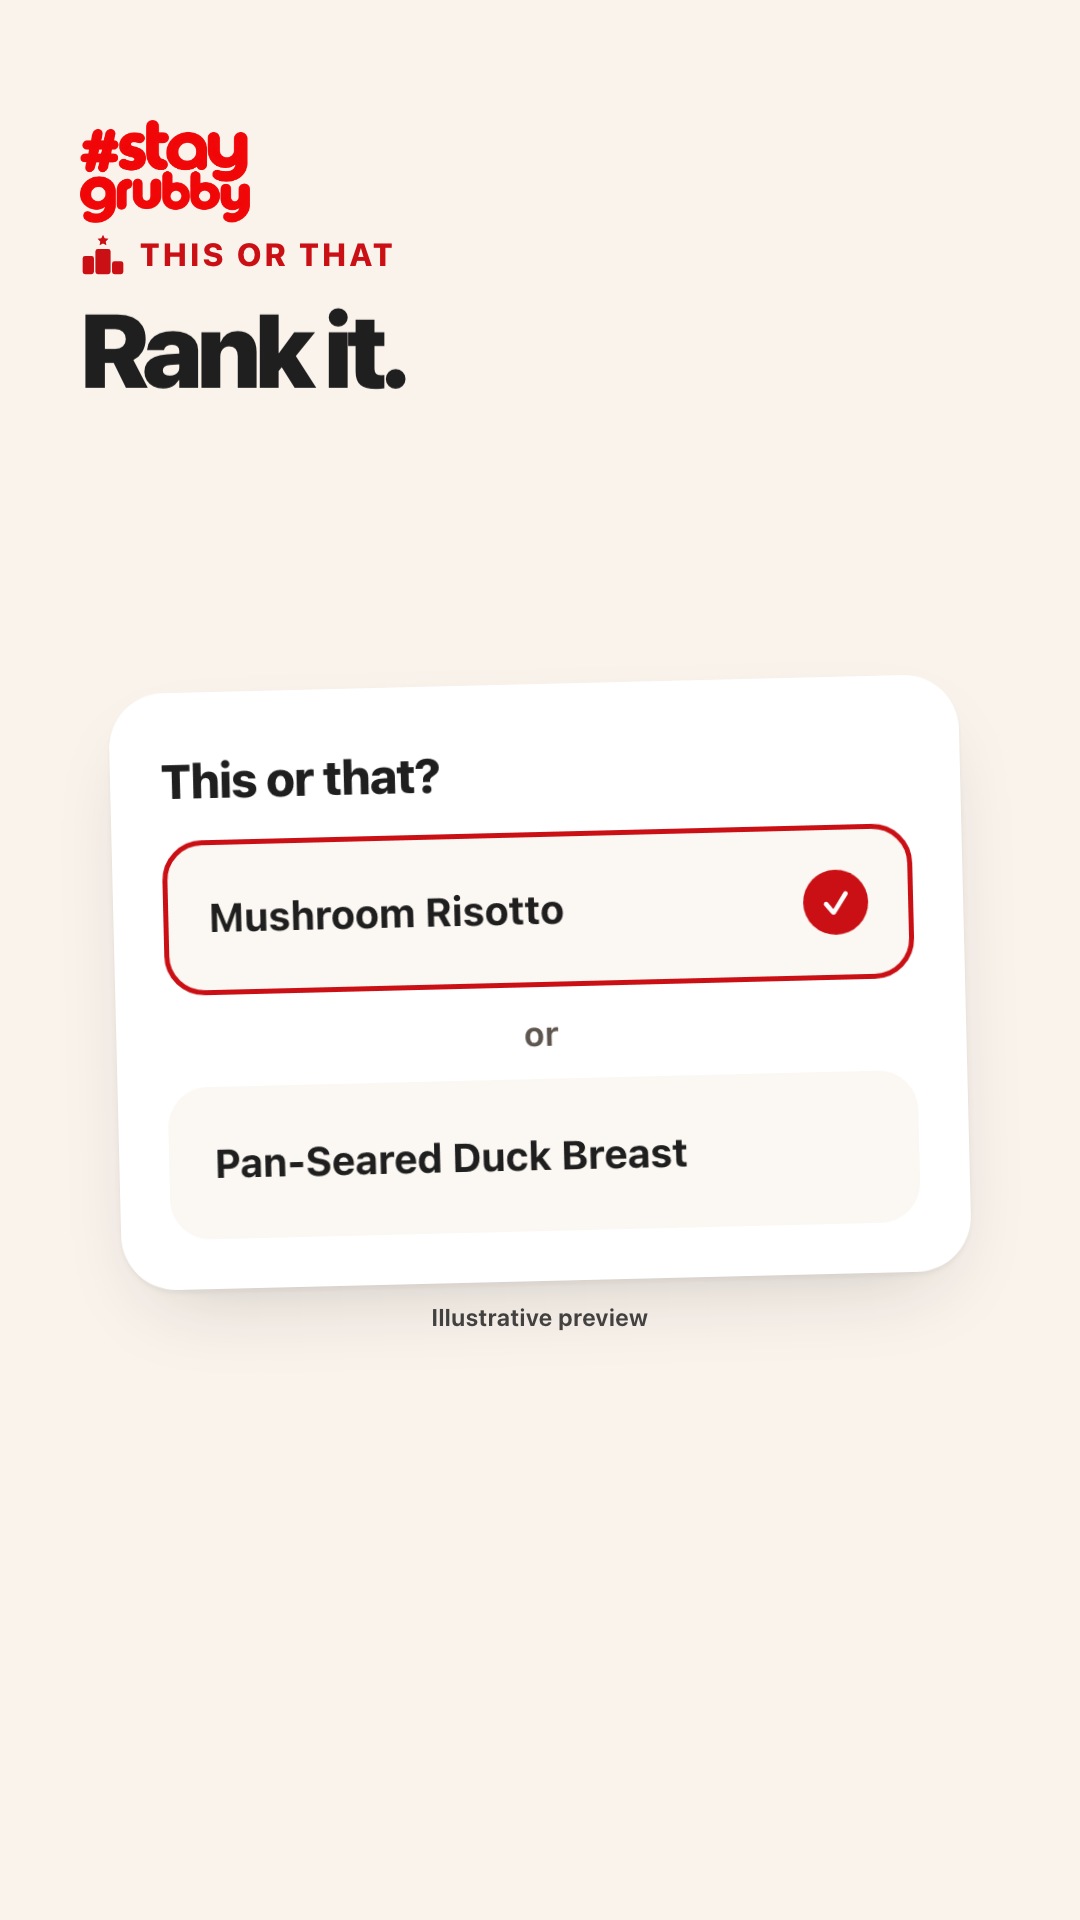 #stay
grubby
THIS OR THAT
Rank it.
This or that?
Mushroom Risotto
or
Pan-Seared Duck Breast
Illustrative preview